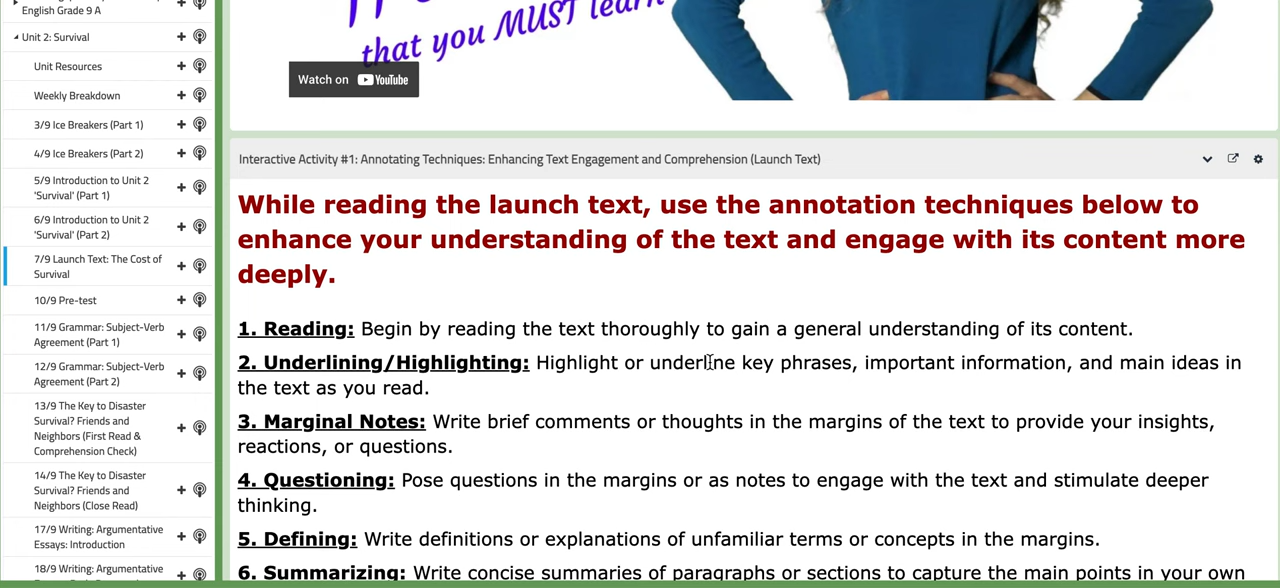 English Grade 9 A
Unit 2: Survival
Unit Resources
Weekly Breakdown
3/9 Ice Breakers (Part 1)
4/9 Ice Breakers (Part 2)
5/9 Introduction to Unit 2
'Survival' (Part 1)
6/9 Introduction to Unit 2
'Survival' (Part 2)
7/9 Launch Text: The Cost of
Survival
10/9 Pre-test
11/9 Grammar: Subject-Verb
Agreement (Part 1)
12/9 Grammar: Subject-Verb
Agreement (Part 2)
13/9 The Key to Disaster
Survival? Friends and
Neighbors (First Read &
Comprehension Check)
14/9 The Key to Disaster
Survival? Friends and
Neighbors (Close Read)
17/9 Writing: Argumentative
Essays: Introduction
18/9 Writing: Argumentative
that you MUST learn
Watch on YouTube
Interactive Activity #1: Annotating Techniques: Enhancing Text Engagement and Comprehension (Launch Text)
While reading the launch text, use the annotation techniques below to
enhance your understanding of the text and engage with its content more
deeply.
1. Reading: Begin by reading the text thoroughly to gain a general understanding of its content.
2. Underlining/Highlighting: Highlight or underline key phrases, important information, and main ideas in
the text as you read.
3. Marginal Notes: Write brief comments or thoughts in the margins of the text to provide your insights,
reactions, or questions.
4. Questioning: Pose questions in the margins or as notes to engage with the text and stimulate deeper
thinking.
5. Defining: Write definitions or explanations of unfamiliar terms or concepts in the margins.
6. Summarizing: Write concise summaries of paragraphs or sections to capture the main points in your own